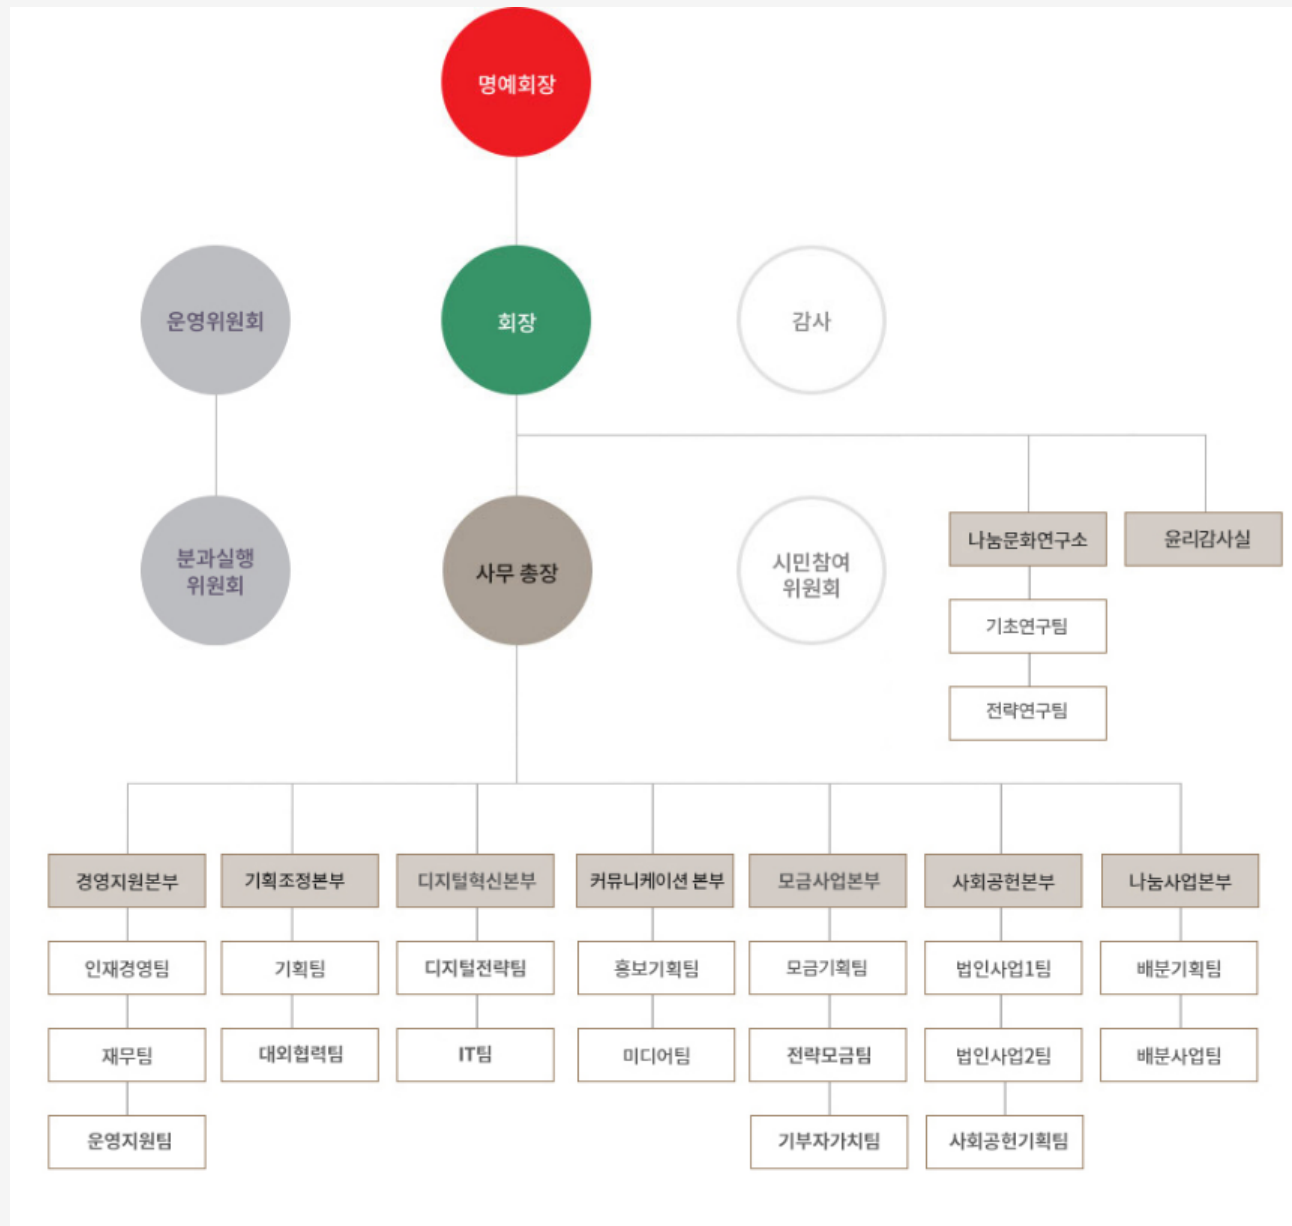 명예회장
운영위원회
회장
감사
분과실행
위원회
사무 총장
시민참여
위원회
나눔문화연구소
윤리감사실
기초연구팀
전략연구팀
경영지원본부
기획조정본부
디지털혁신본부
커뮤니케이션 본부
모금사업본부
사회공헌본부
나눔사업본부
인재경영팀
기획팀
디지털전략팀
홍보기획팀
모금기획팀
법인사업1팀
배분기획팀
재무팀
대외협력팀
IT팀
미디어팀
전략모금팀
법인사업2팀
배분사업팀
운영지원팀
기부자가치팀
사회공헌기획팀